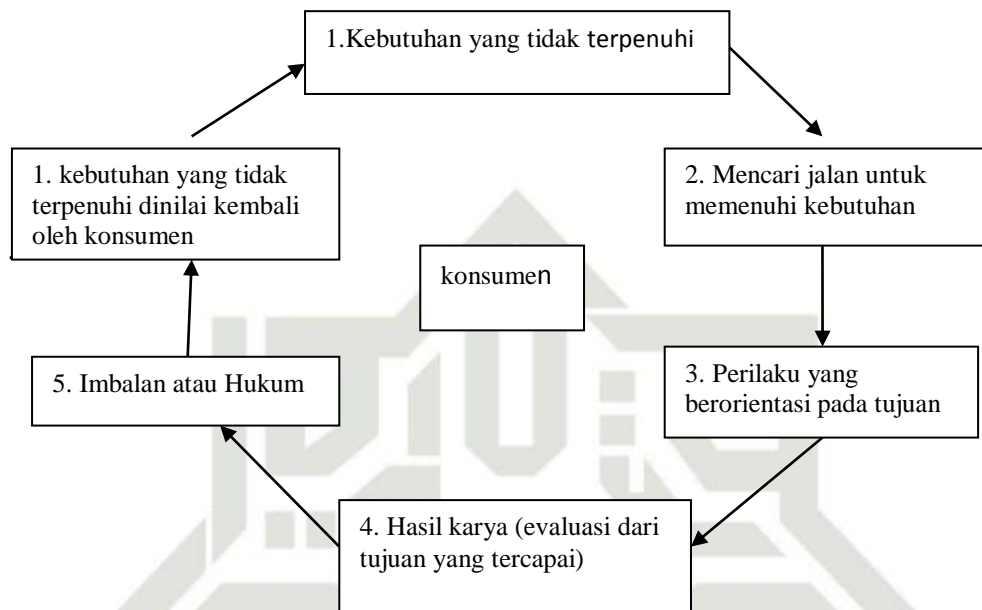 1.Kebutuhan yang tidak terpenuhi
1. kebutuhan yang tidak
terpenuhi dinilai kembali
oleh konsumen
2. Mencari jalan untuk
memenuhi kebutuhan
konsumen
5. Imbalan atau Hukum
3. Perilaku yang
berorientasi pada tujuan
4. Hasil karya (evaluasi dari
tujuan yang tercapai)